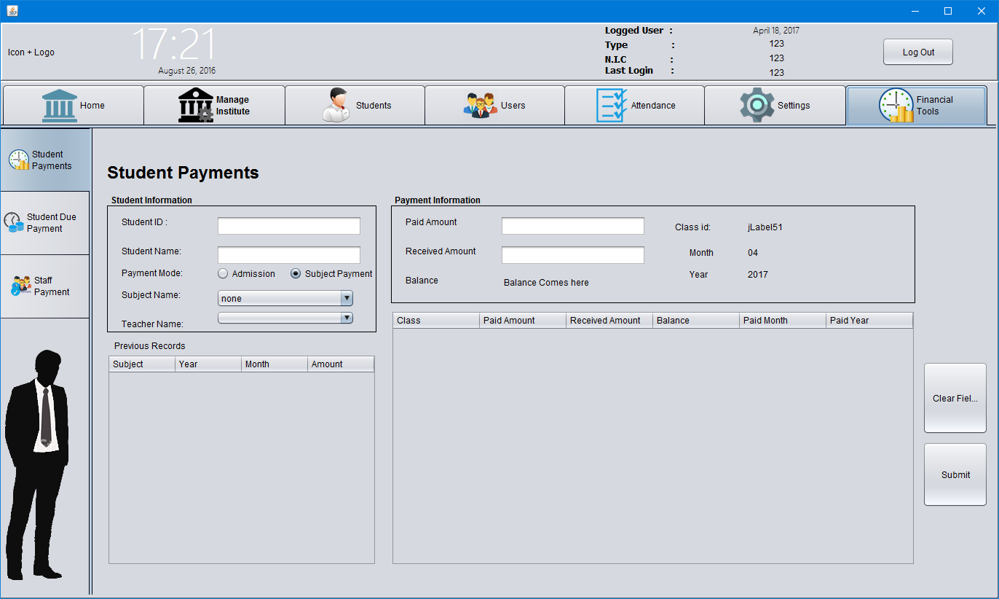 17:21
Icon + Logo
August 26, 2016
Logged User :
April 18, 2017
Type :
123
N.I.C :
123
Last Login :
123
Log Out
Home
Manage
Institute
Students
Users
Attendance
Settings
Financial
Tools
Student
Payments
Student Due
Payment
Staff
Payment
Student Payments
Student Information
Student ID :
Student Name:
Payment Mode:
Admission
Subject Payment
Subject Name:
none
Teacher Name:
Previous Records
Subject Year Month Amount
Payment Information
Paid Amount
Received Amount
Balance
Balance Comes here
Class id:
jLabel51
Month
04
Year
2017
Class Paid Amount Received Amount Balance Paid Month Paid Year
Clear Fiel...
Submit